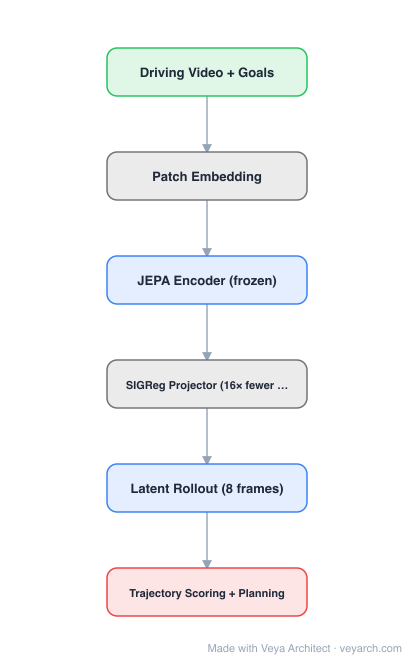 Driving Video + Goals
Patch Embedding
JEPA Encoder (frozen)
SIGReg Projector (16× fewer ...
Latent Rollout (8 frames)
Trajectory Scoring + Planning
Made with Veya Architect · veyarch.com